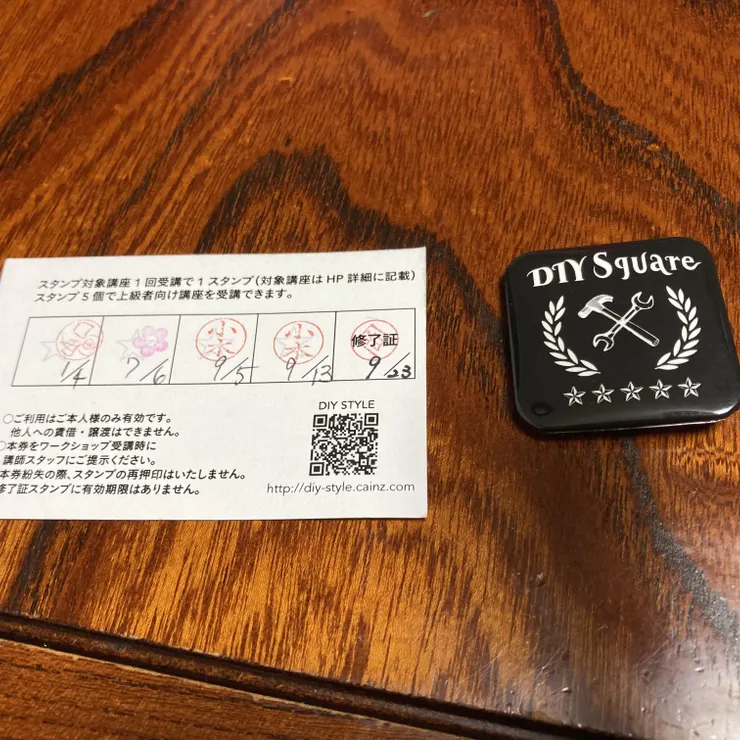 スタンプ対象講座1回受講で1スタンプ(対象講座はHP詳細に記載)
スタンプ5個で上級者向け講座を受講できます。
1/4
7/6
小木
9/5
小木
9/13
修了証
9/23
○ご利用はご本人様のみ有効です。
他人への賃借・譲渡はできません。
○本券をワークショップ受講時に
講師スタッフにご提示ください。
本券紛失の際、スタンプの再押印はいたしません。
修了証スタンプに有効期限はありません。
DIY STYLE
http://diy-style.cainz.com
DIY Square